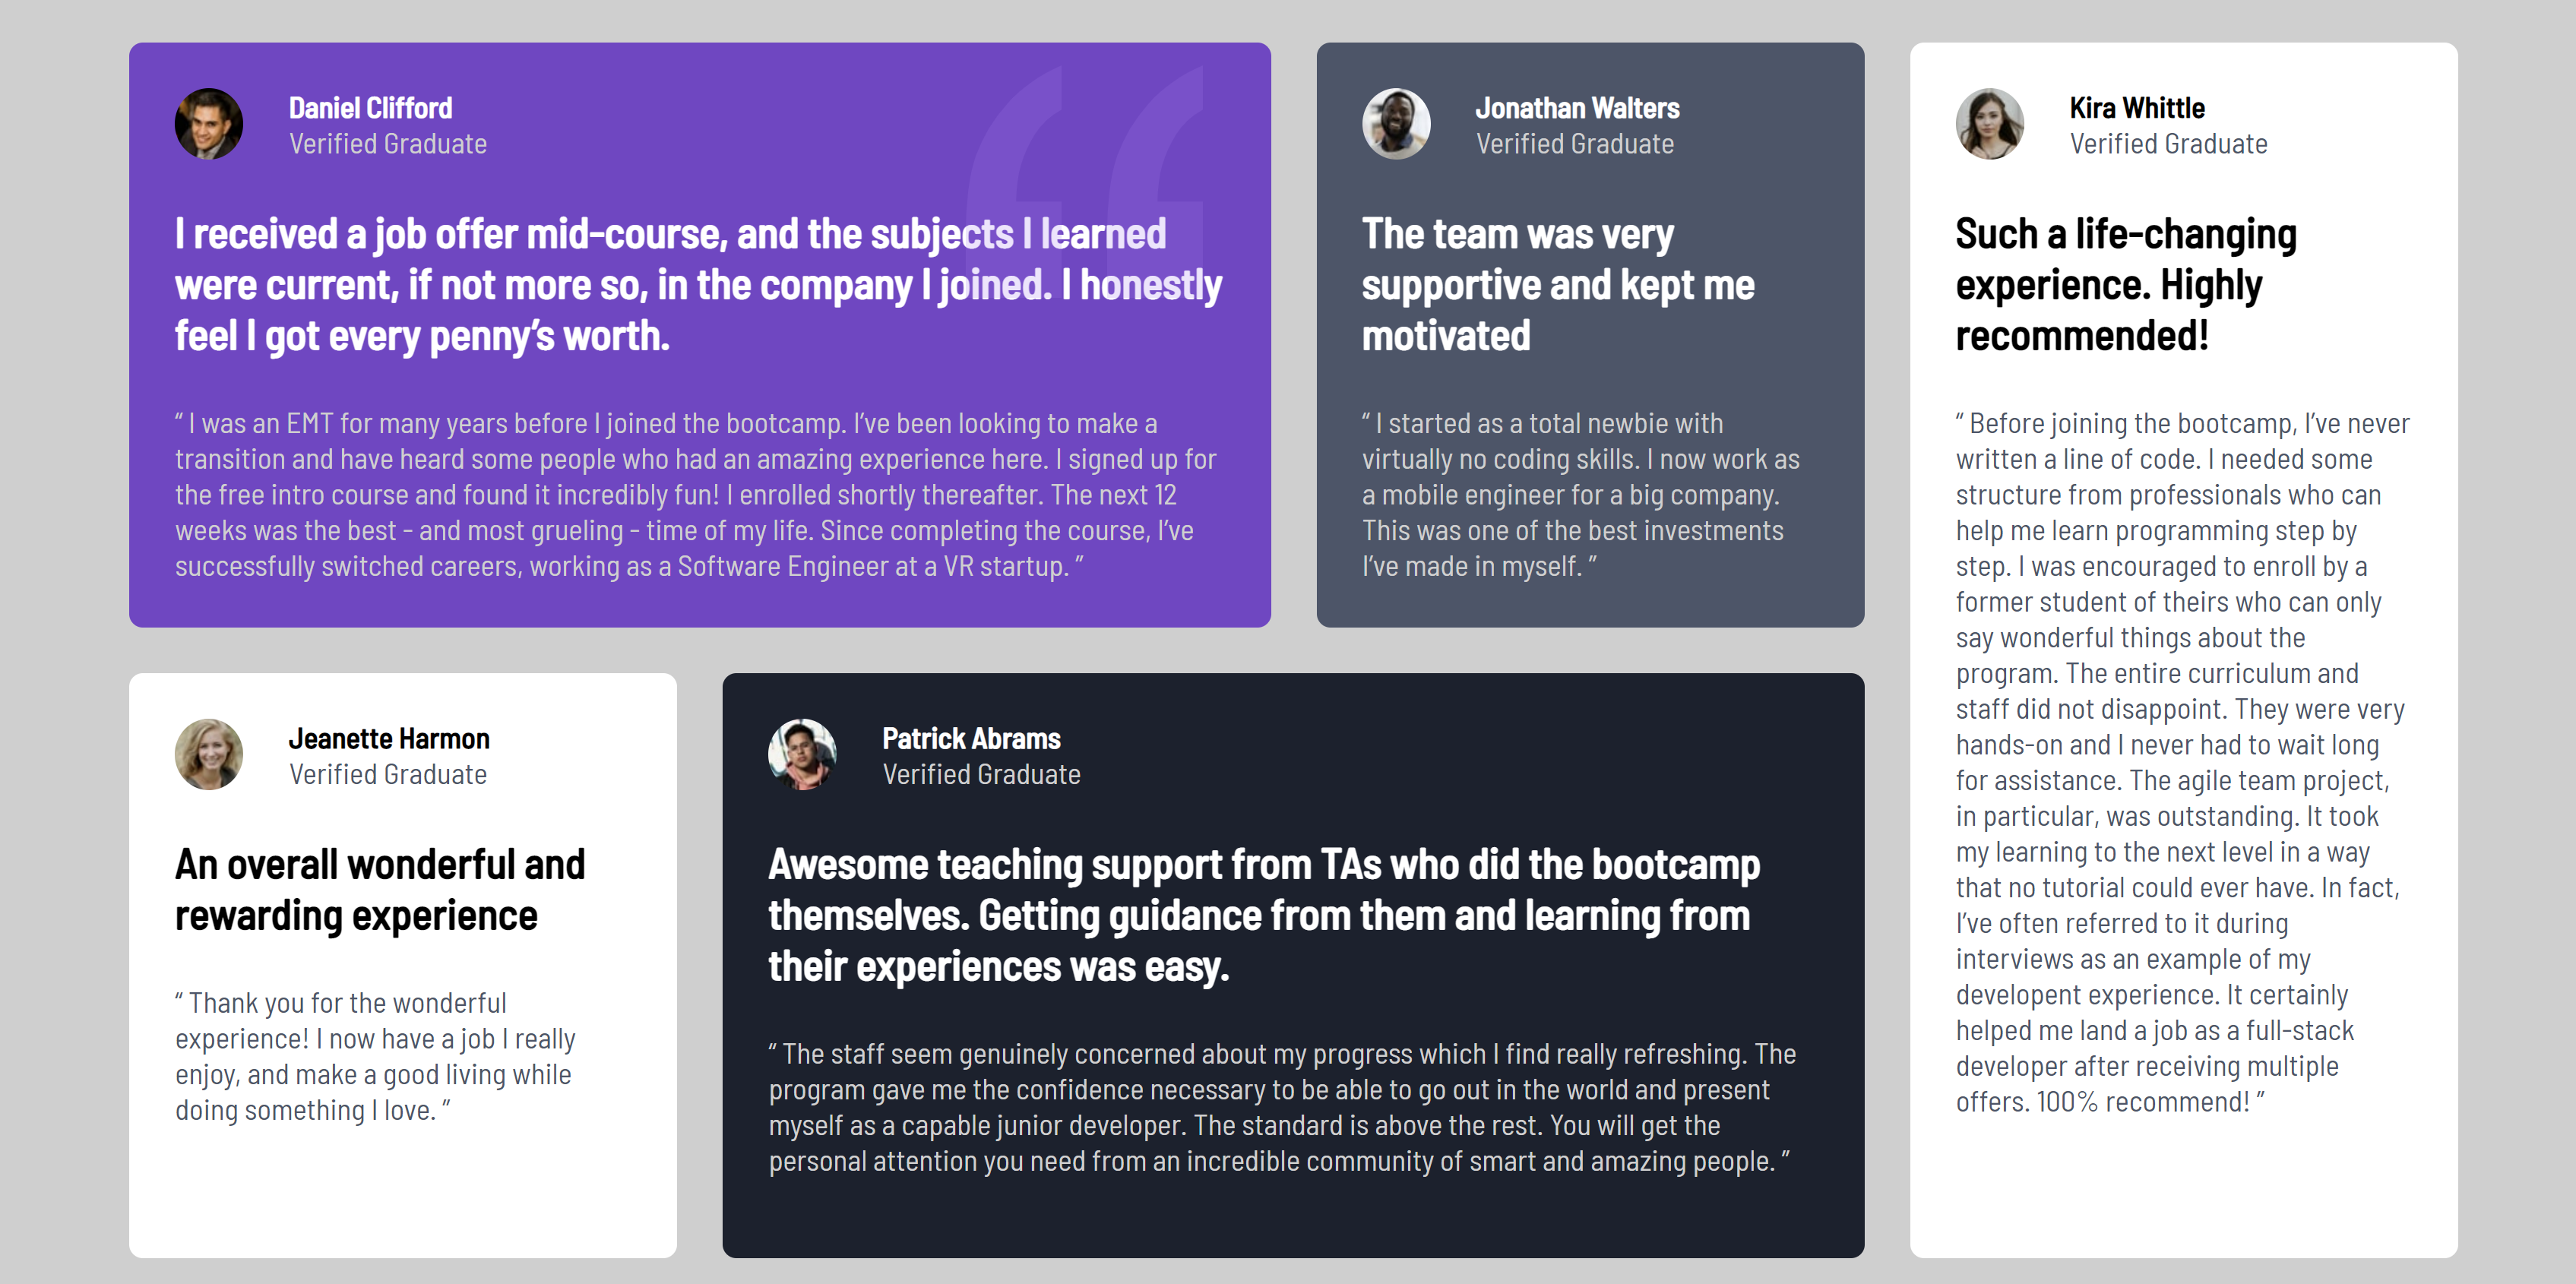 Daniel Clifford
Verified Graduate
I received a job offer mid-course, and the subjects I learned
were current, if not more so, in the company I joined. I honestly
feel I got every penny’s worth.
“ I was an EMT for many years before I joined the bootcamp. I’ve been looking to make a
transition and have heard some people who had an amazing experience here. I signed up for
the free intro course and found it incredibly fun! I enrolled shortly thereafter. The next 12
weeks was the best - and most grueling - time of my life. Since completing the course, I’ve
successfully switched careers, working as a Software Engineer at a VR startup. ”
Jonathan Walters
Verified Graduate
The team was very
supportive and kept me
motivated
“ I started as a total newbie with
virtually no coding skills. I now work as
a mobile engineer for a big company.
This was one of the best investments
I’ve made in myself. ”
Kira Whittle
Verified Graduate
Such a life-changing
experience. Highly
recommended!
“ Before joining the bootcamp, I’ve never
written a line of code. I needed some
structure from professionals who can
help me learn programming step by
step. I was encouraged to enroll by a
former student of theirs who can only
say wonderful things about the
program. The entire curriculum and
staff did not disappoint. They were very
hands-on and I never had to wait long
for assistance. The agile team project,
in particular, was outstanding. It took
my learning to the next level in a way
that no tutorial could ever have. In fact,
I’ve often referred to it during
interviews as an example of my
developent experience. It certainly
helped me land a job as a full-stack
developer after receiving multiple
offers. 100% recommend! ”
Jeanette Harmon
Verified Graduate
An overall wonderful and
rewarding experience
“ Thank you for the wonderful
experience! I now have a job I really
enjoy, and make a good living while
doing something I love. ”
Patrick Abrams
Verified Graduate
Awesome teaching support from TAs who did the bootcamp
themselves. Getting guidance from them and learning from
their experiences was easy.
“ The staff seem genuinely concerned about my progress which I find really refreshing. The
program gave me the confidence necessary to be able to go out in the world and present
myself as a capable junior developer. The standard is above the rest. You will get the
personal attention you need from an incredible community of smart and amazing people. ”